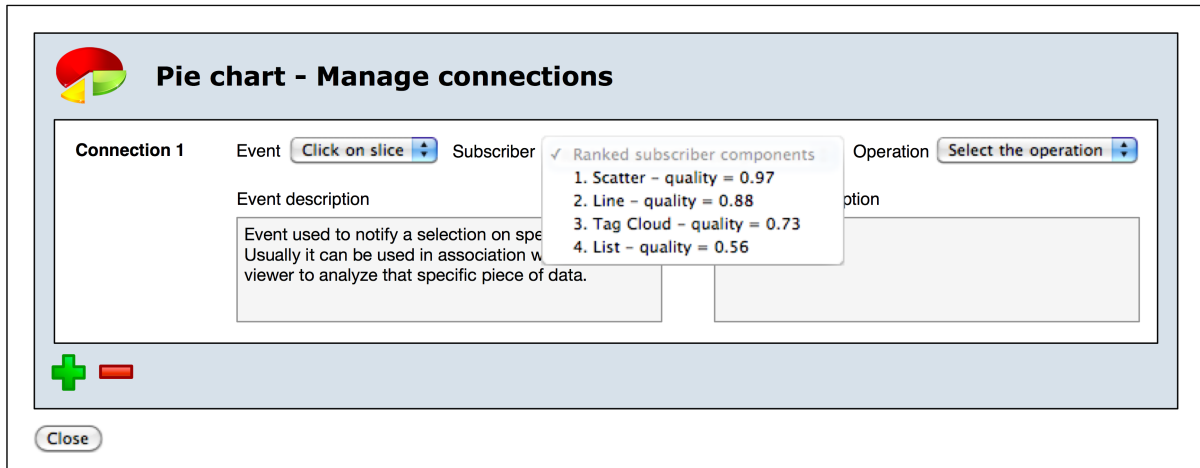 Pie chart - Manage connections
Connection 1 Event Click on slice Subscriber ✓ Ranked subscriber components Operation Select the operation
1. Scatter – quality = 0.97
2. Line – quality = 0.88
3. Tag Cloud – quality = 0.73
4. List – quality = 0.56
Event description
Event used to notify a selection on
Usually it can be used in association
viewer to analyze that specific piece of data.
Close